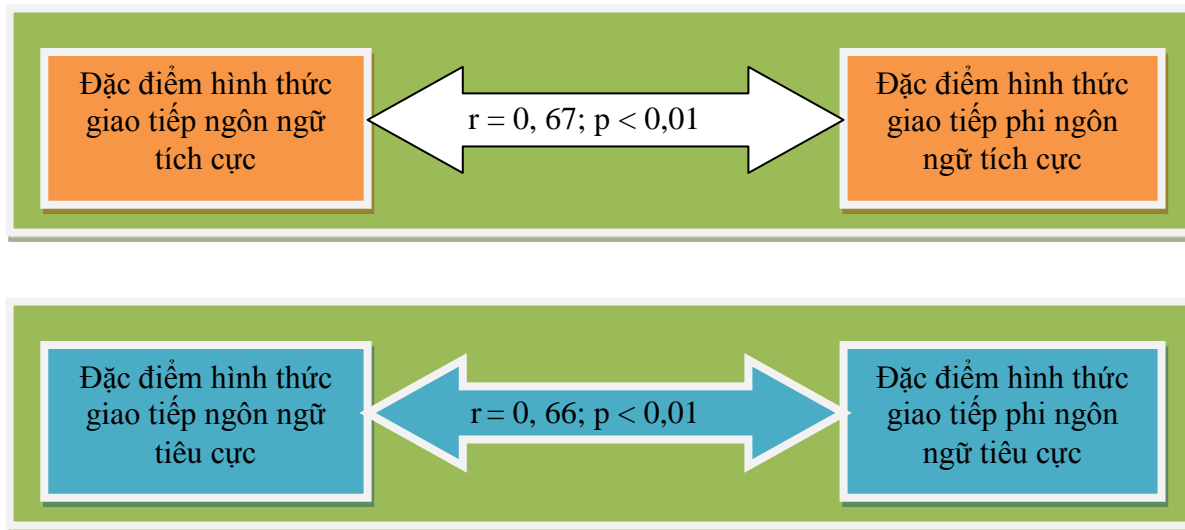 Đặc điểm hình thức
giao tiếp ngôn ngữ
tích cực
r = 0, 67; p < 0,01
Đặc điểm hình thức
giao tiếp phi ngôn
ngữ tích cực
Đặc điểm hình thức
giao tiếp ngôn ngữ
tiêu cực
r = 0, 66; p < 0,01
Đặc điểm hình thức
giao tiếp phi ngôn
ngữ tiêu cực